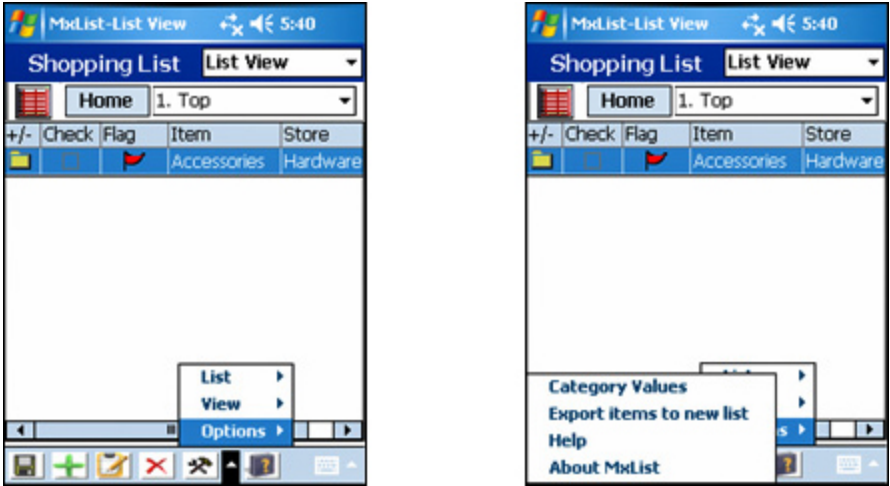 MxList-List View 5:40
Shopping List List View
Home 1. Top
+/- Check Flag Item Store
Accessories Hardware
List
View
Options
MxList-List View 5:40
Shopping List List View
Home 1. Top
+/- Check Flag Item Store
Accessories Hardware
Category Values
Export items to new list
Help
About MxList